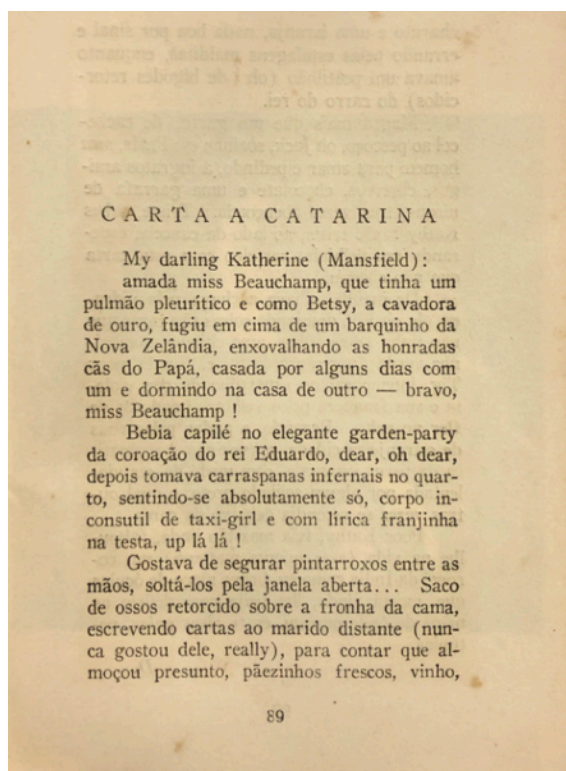 CARTA A CATARINA
My darling Katherine (Mansfield) :
amada miss Beauchamp, que tinha um
pulmão pleurítico e como Betsy, a cavadora
de ouro, fugiu em cima de um barquinho da
Nova Zelândia, enxovalhando as honradas
cãs do Papá, casada por alguns dias com
um e dormindo na casa de outro — bravo,
miss Beauchamp !
Bebia capilé no elegante garden-party
da coroação do rei Eduardo, dear, oh dear,
depois tomava carraspanas infernais no quar-
to, sentindo-se absolutamente só, corpo in-
consutil de taxi-girl e com lírica franjinha
na testa, up lá lá !
Gostava de segurar pintarroxos entre as
mãos, soltá-los pela janela aberta... Saco
de ossos retorcido sobre a fronha da cama,
escrevendo cartas ao marido distante (nun-
ca gostou dele, really), para contar que al-
moçou presunto, pãezinhos frescos, vinho,
89